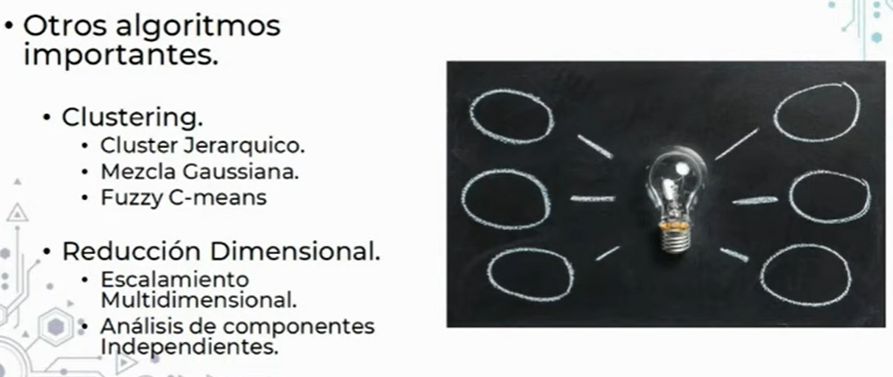 • Otros algoritmos
importantes.
• Clustering.
• Cluster Jerarquico.
• Mezcla Gaussiana.
• Fuzzy C-means
• Reducción Dimensional.
• Escalamiento
Multidimensional.
• Análisis de componentes
Independientes.